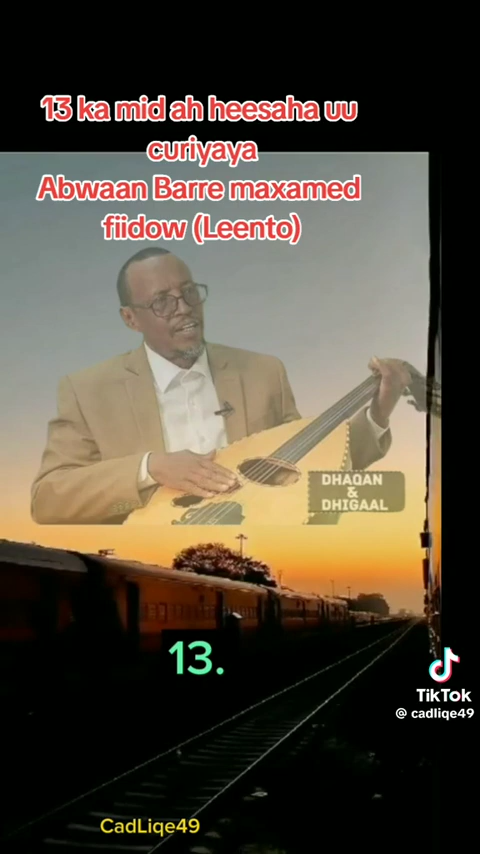 13 ka mid ah heesaha uu
curiyaya
Abwaan Barre maxamed
fiidow (Leento)
DHAQAN
&
DHIGAAL
13.
TikTok
@ cadliqe49
CadLiqe49